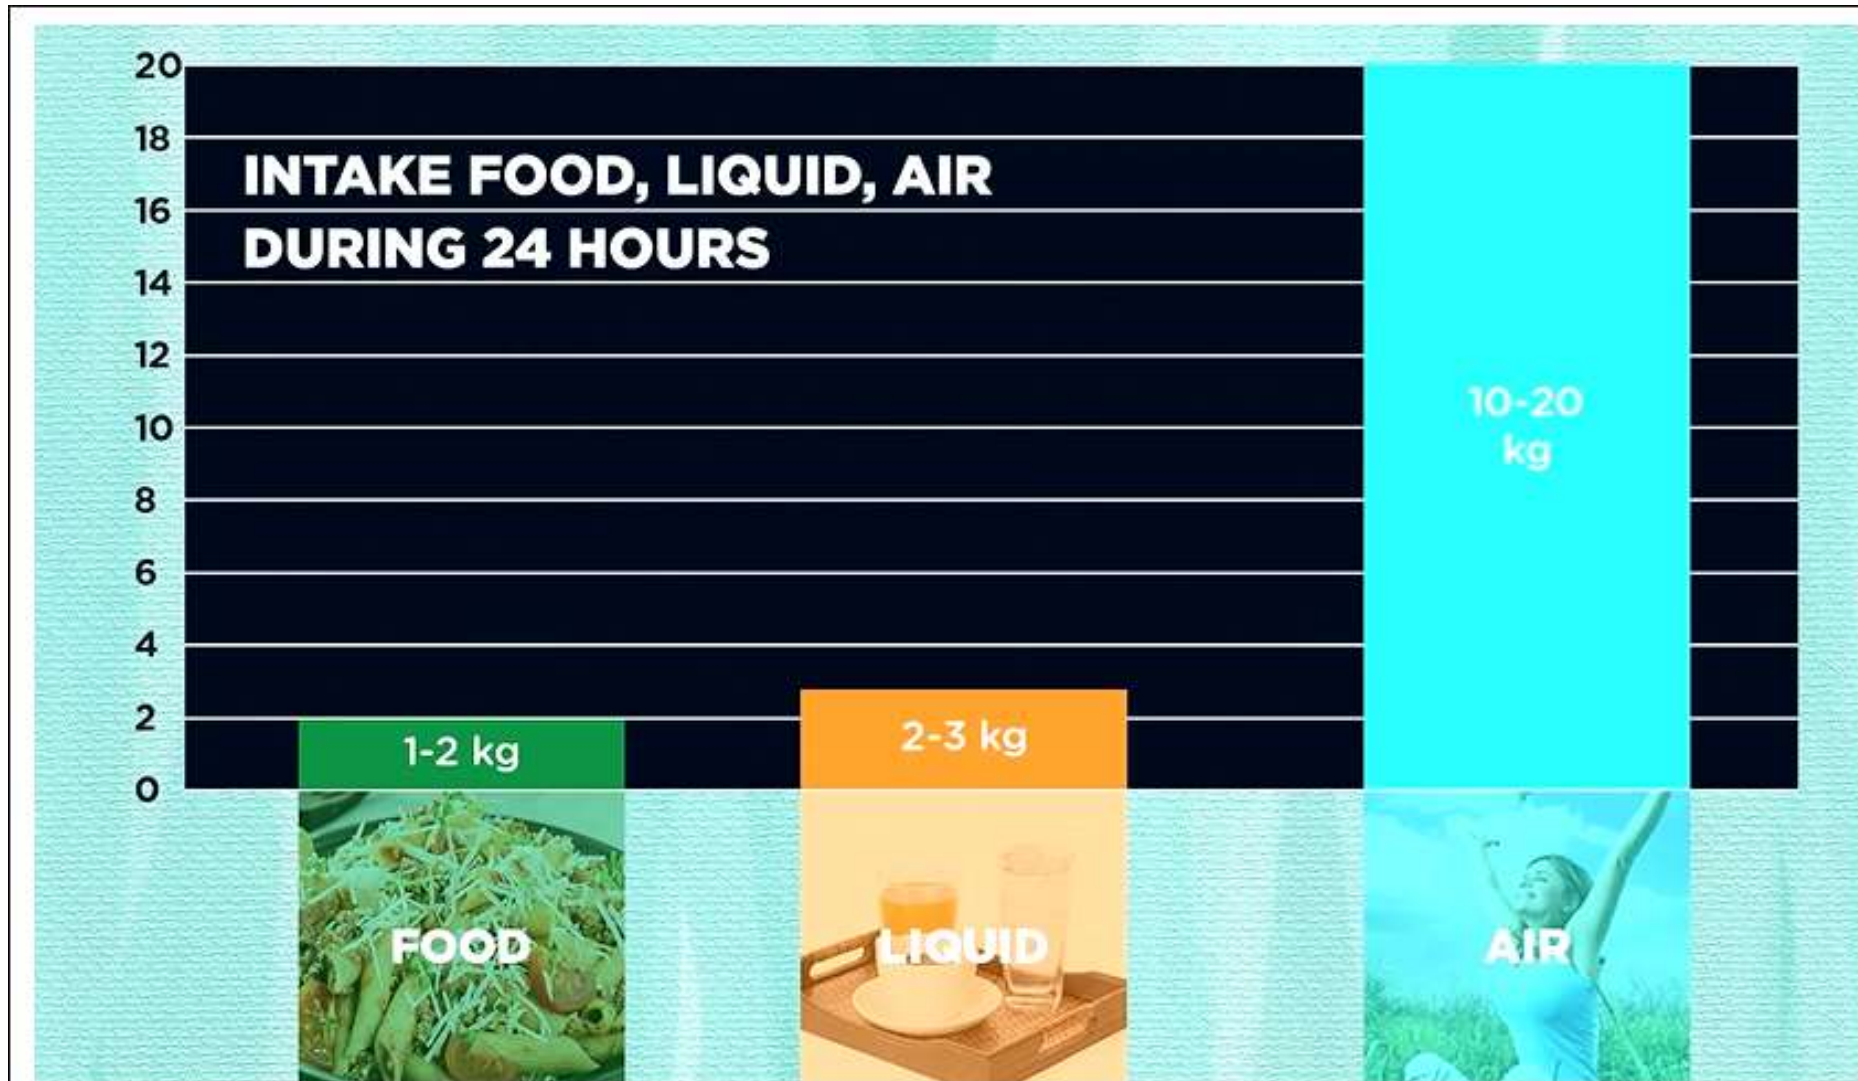 20
18
INTAKE FOOD, LIQUID, AIR
16
DURING 24 HOURS
14
12
10-20
10
kg
8
6
4
2
1-2 kg
2-3 kg
0
FOOD
LIQUID
AIR